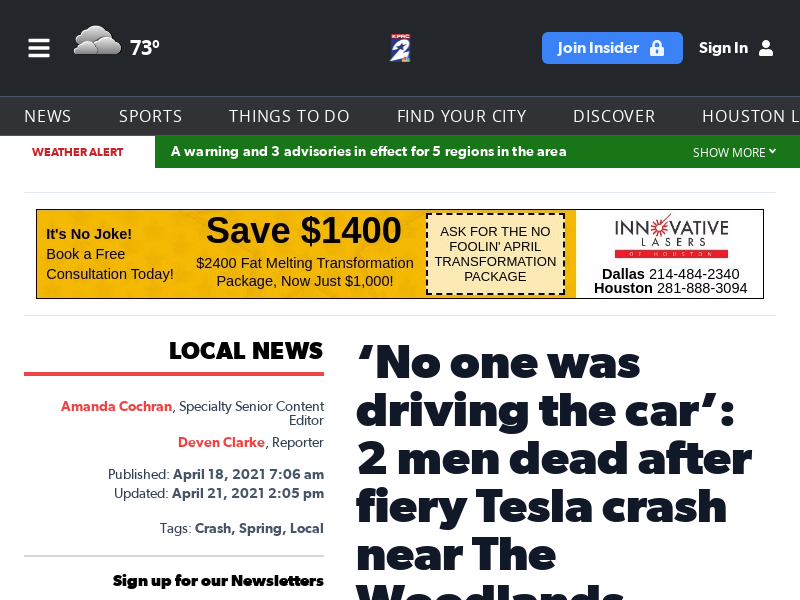 73°
KPRC
2
Join Insider
Sign In
NEWS
SPORTS
THINGS TO DO
FIND YOUR CITY
DISCOVER
HOUSTON L
WEATHER ALERT
A warning and 3 advisories in effect for 5 regions in the area
SHOW MORE
It's No Joke!
Book a Free
Consultation Today!
Save $1400
$2400 Fat Melting Transformation
Package, Now Just $1,000!
ASK FOR THE NO
FOOLIN' APRIL
TRANSFORMATION
PACKAGE
INNOVATIVE
LASERS
OF HOUSTON
Dallas 214-484-2340
Houston 281-888-3094
LOCAL NEWS
Amanda Cochran, Specialty Senior Content
Editor
Deven Clarke, Reporter
Published: April 18, 2021 7:06 am
Updated: April 21, 2021 2:05 pm
Tags: Crash, Spring, Local
Sign up for our Newsletters
‘No one was
driving the car’:
2 men dead after
fiery Tesla crash
near The
Woodlands